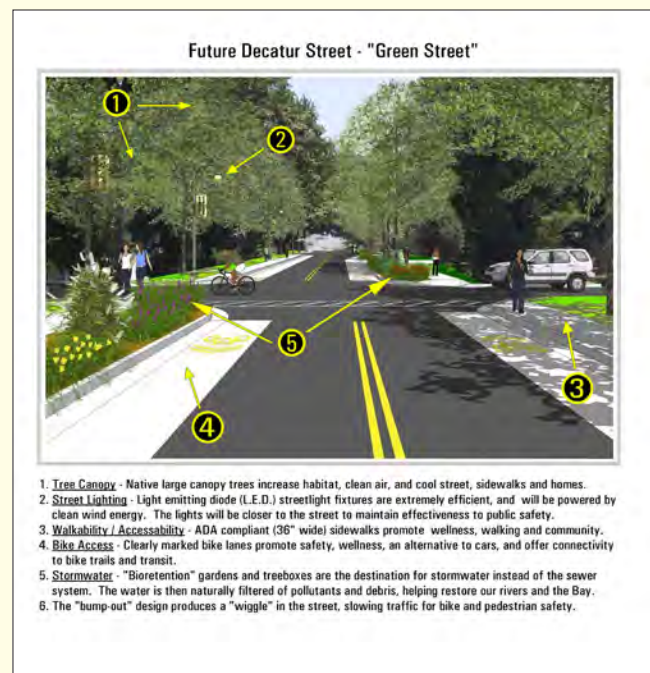 Future Decatur Street - "Green Street"
1
2
5
3
4
1. Tree Canopy - Native large canopy trees increase habitat, clean air, and cool street, sidewalks and homes.
2. Street Lighting - Light emitting diode (L.E.D.) streetlight fixtures are extremely efficient, and will be powered by
clean wind energy. The lights will be closer to the street to maintain effectiveness to public safety.
3. Walkability / Accessability - ADA compliant (36" wide) sidewalks promote wellness, walking and community.
4. Bike Access - Clearly marked bike lanes promote safety, wellness, an alternative to cars, and offer connectivity
to bike trails and transit.
5. Stormwater - "Bioretention" gardens and treeboxes are the destination for stormwater instead of the sewer
system. The water is then naturally filtered of pollutants and debris, helping restore our rivers and the Bay.
6. The "bump-out" design produces a "wiggle" in the street, slowing traffic for bike and pedestrian safety.